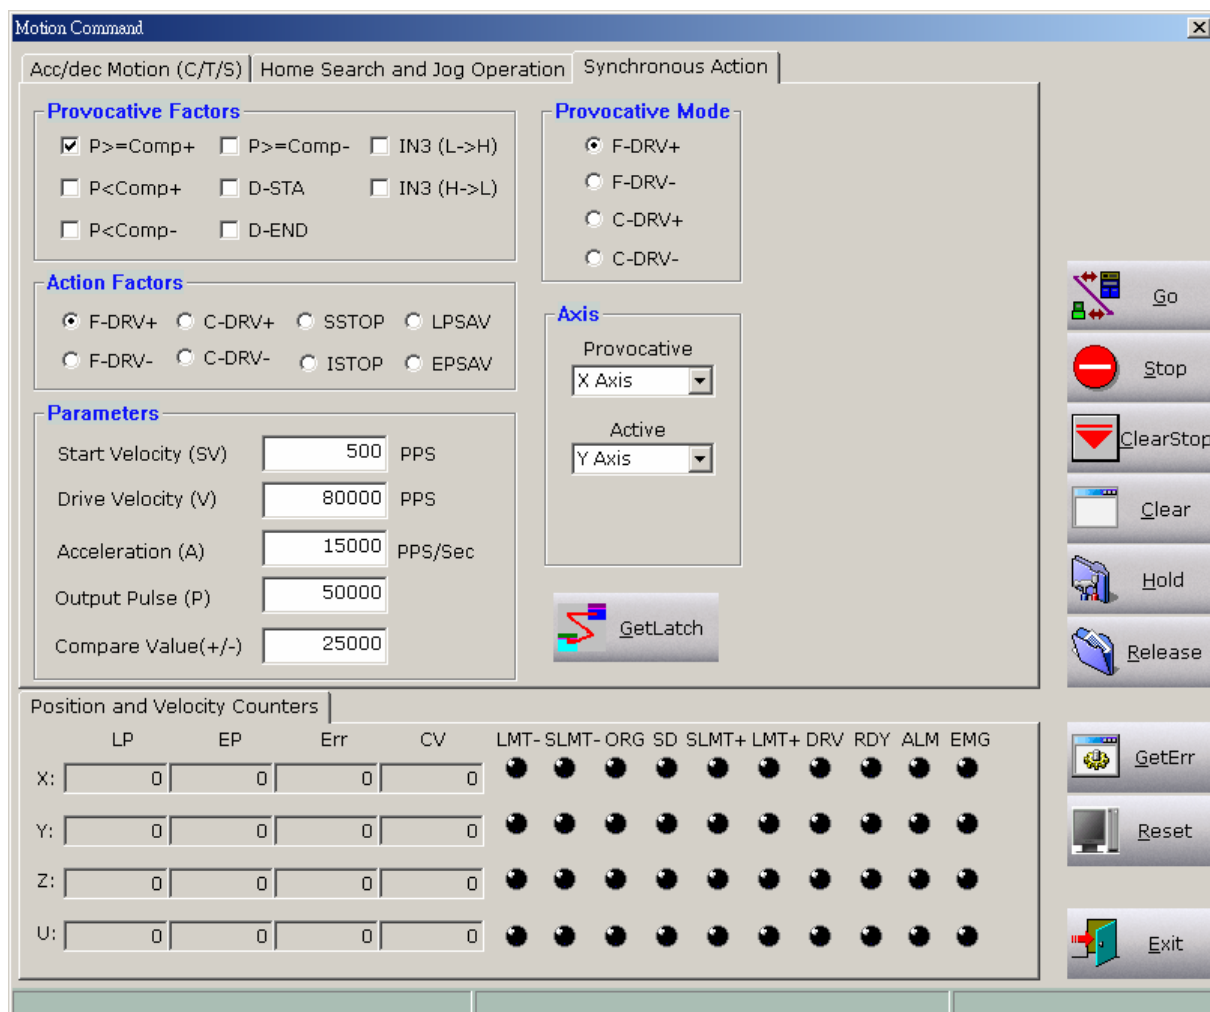 Motion Command
Acc/dec Motion (C/T/S) Home Search and Jog Operation Synchronous Action
Provocative Factors
P>=Comp+ P>=Comp- IN3 (L->H)
P<Comp+ D-STA IN3 (H->L)
P<Comp- D-END
Provocative Mode
F-DRV+
F-DRV-
C-DRV+
C-DRV-
Action Factors
F-DRV+ C-DRV+ SSTOP LPSAV
F-DRV- C-DRV- ISTOP EPSAV
Axis
Provocative
X Axis
Active
Y Axis
Parameters
Start Velocity (SV) 500 PPS
Drive Velocity (V) 80000 PPS
Acceleration (A) 15000 PPS/Sec
Output Pulse (P) 50000
Compare Value(+/-) 25000
GetLatch
Go
Stop
ClearStop
Clear
Hold
Release
Position and Velocity Counters
LP EP Err CV LMT- SLMT- ORG SD SLMT+ LMT+ DRV RDY ALM EMG
X: 0 0 0 0
Y: 0 0 0 0
Z: 0 0 0 0
U: 0 0 0 0
GetErr
Reset
Exit